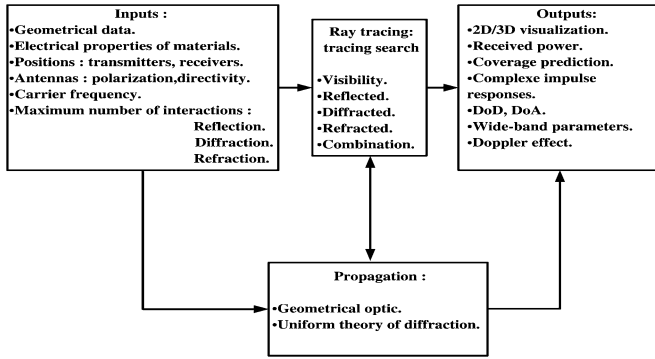 Inputs :
•Geometrical data.
•Electrical properties of materials.
•Positions : transmitters, receivers.
•Antennas : polarization,directivity.
•Carrier frequency.
•Maximum number of interactions :
Reflection.
Diffraction.
Refraction.
Ray tracing:
tracing search
•Visibility.
•Reflected.
•Diffracted.
•Refracted.
•Combination.
Outputs:
•2D/3D visualization.
•Received power.
•Coverage prediction.
•Complexe impulse
responses.
•DoD, DoA.
•Wide-band parameters.
•Doppler effect.
Propagation :
•Geometrical optic.
•Uniform theory of diffraction.